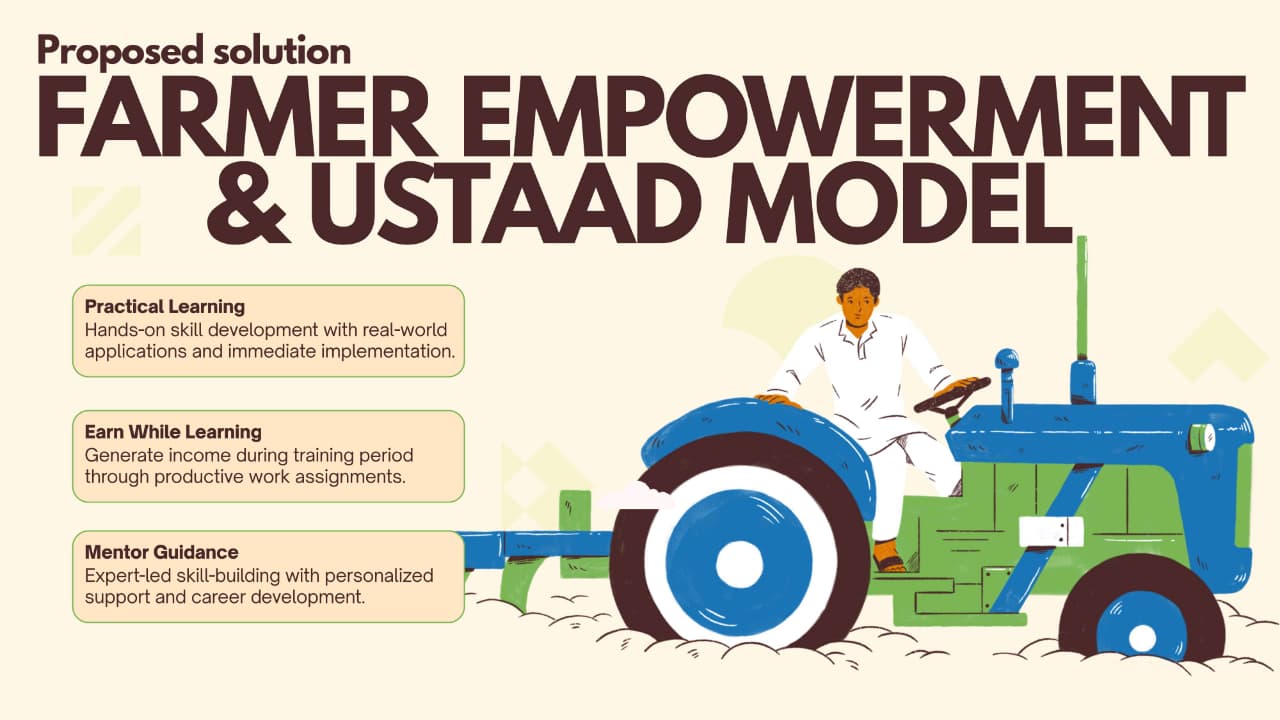 Proposed solution
FARMER EMPOWERMENT
& USTAAD MODEL
Practical Learning
Hands-on skill development with real-world
applications and immediate implementation.
Earn While Learning
Generate income during training period
through productive work assignments.
Mentor Guidance
Expert-led skill-building with personalized
support and career development.